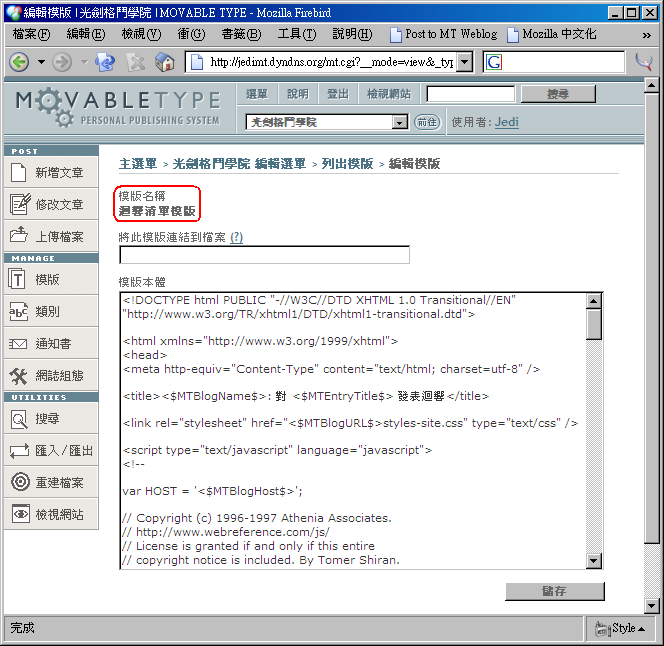 編輯模版 | 光劍格鬥學院 | MOVABLE TYPE - Mozilla Firebird
檔案(F) 編輯(E) 檢視(V) 衝(G) 書籤(B) 工具(T) 說明(H) Post to MT Weblog Mozilla 中文化 »
http://jedimt.dyndns.org/mt.cgi?__mode=view&_typ G
MOVABLETYPE
PERSONAL PUBLISHING SYSTEM
選單 說明 登出 檢視網站 搜尋
光劍格鬥學院 前往 使用者: Jedi
POST
新增文章
修改文章
上傳檔案
MANAGE
T 模版
abc 類別
通知書
網誌組態
UTILITIES
搜尋
匯入/匯出
重建檔案
檢視網站
主選單 > 光劍格鬥學院 編輯選單 > 列出模版 > 編輯模版
模版名稱
迴響清單模版
將此模版連結到檔案 (?)
模版本體
<!DOCTYPE html PUBLIC "-//W3C//DTD XHTML 1.0 Transitional//EN"
"http://www.w3.org/TR/xhtml1/DTD/xhtml1-transitional.dtd">
<html xmlns="http://www.w3.org/1999/xhtml">
<head>
<meta http-equiv="Content-Type" content="text/html; charset=utf-8" />
<title><$MTBlogName$>: 對 <$MTEntryTitle$> 發表迴響</title>
<link rel="stylesheet" href="<$MTBlogURL$>styles-site.css" type="text/css" />
<script type="text/javascript" language="javascript">
<!--
var HOST = '<$MTBlogHost$>';
// Copyright (c) 1996-1997 Athenia Associates.
// http://www.webreference.com/js/
// License is granted if and only if this entire
// copyright notice is included. By Tomer Shiran.
儲存
完成 Style